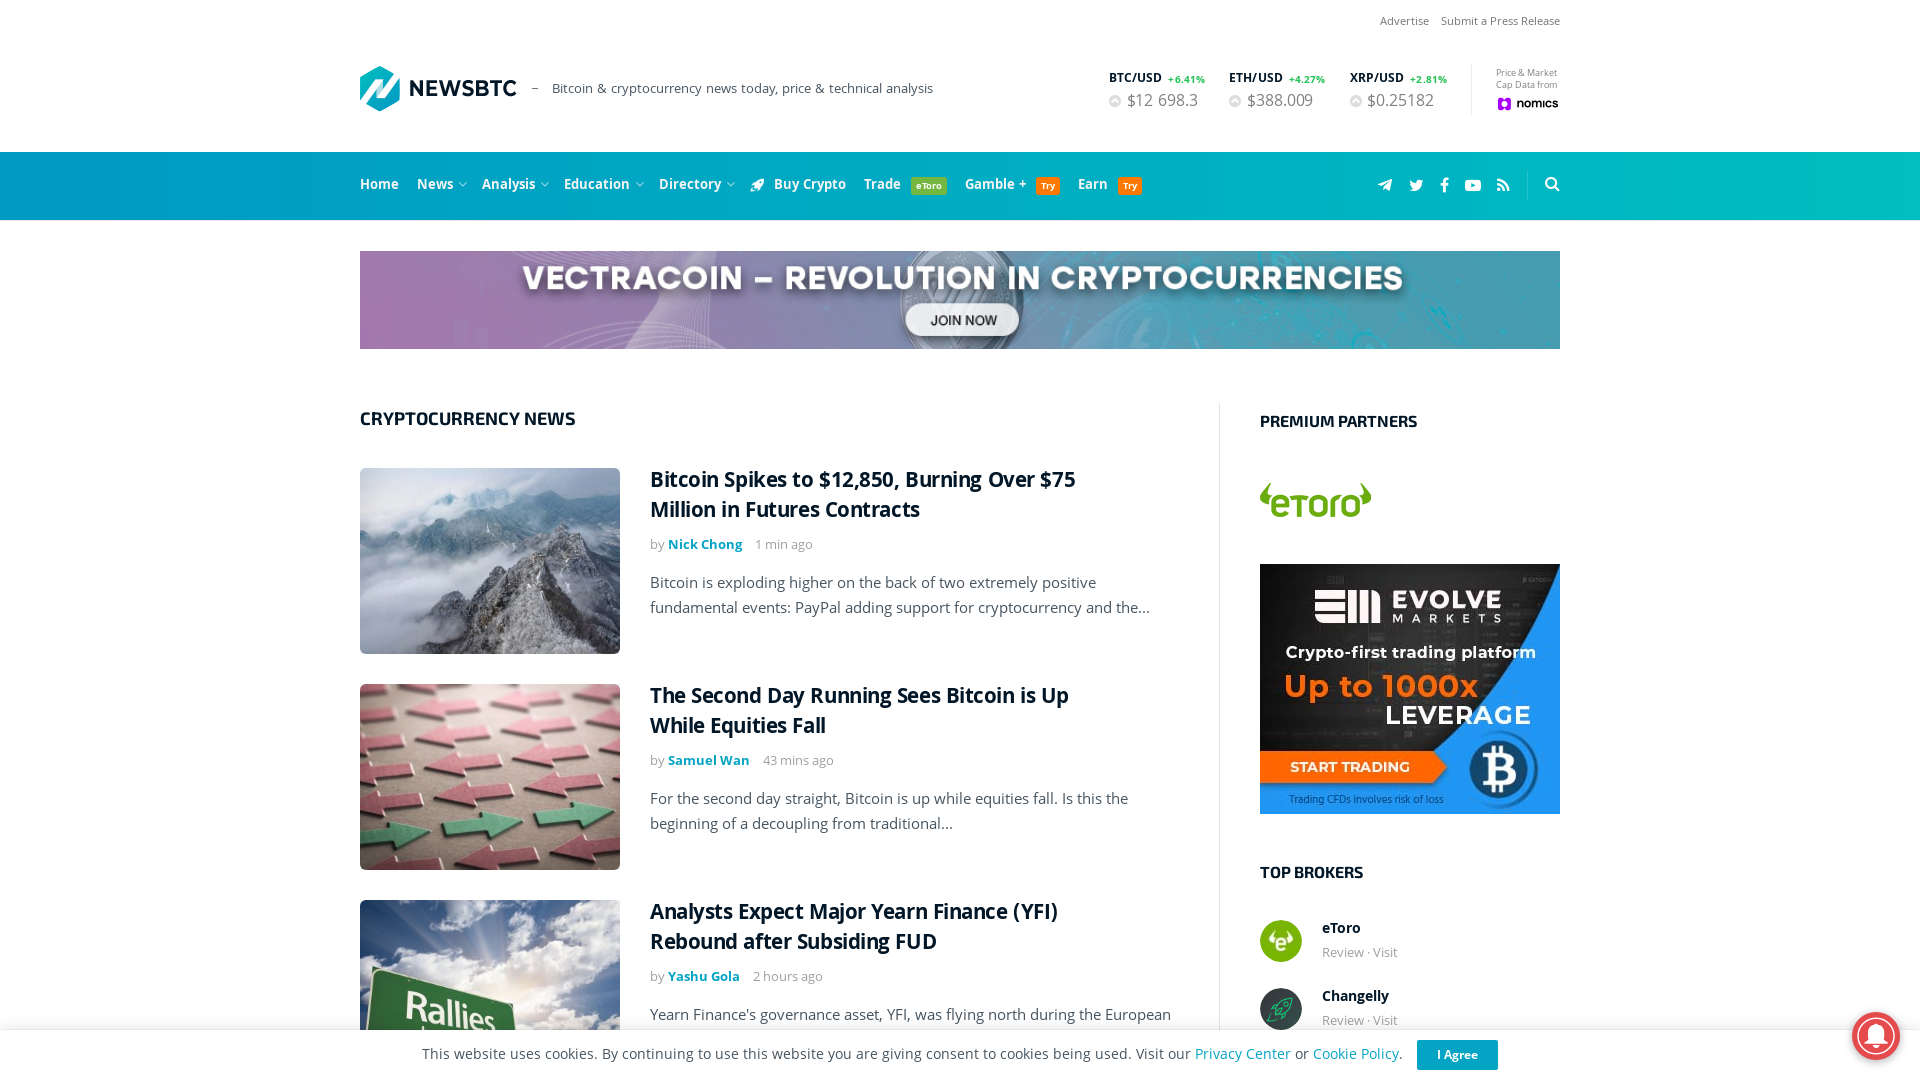 Advertise Submit a Press Release
NEWSBTC – Bitcoin & cryptocurrency news today, price & technical analysis
BTC/USD +6.41% ETH/USD +4.27% XRP/USD +2.81%
$12 698.3 $388.009 $0.25182
Price & Market
Cap Data from
nomics
Home News Analysis Education Directory Buy Crypto Trade eToro Gamble + Try Earn Try
VECTRACOIN – REVOLUTION IN CRYPTOCURRENCIES
JOIN NOW
CRYPTOCURRENCY NEWS
Bitcoin Spikes to $12,850, Burning Over $75
Million in Futures Contracts
by Nick Chong 1 min ago
Bitcoin is exploding higher on the back of two extremely positive
fundamental events: PayPal adding support for cryptocurrency and the...
The Second Day Running Sees Bitcoin is Up
While Equities Fall
by Samuel Wan 43 mins ago
For the second day straight, Bitcoin is up while equities fall. Is this the
beginning of a decoupling from traditional...
Rallies
Analysts Expect Major Yearn Finance (YFI)
Rebound after Subsiding FUD
by Yashu Gola 2 hours ago
Yearn Finance's governance asset, YFI, was flying north during the European
PREMIUM PARTNERS
eToro
EVOLVE
MARKETS
Crypto-first trading platform
Up to 1000x
LEVERAGE
START TRADING
Trading CFDs involves risk of loss
TOP BROKERS
eToro
Review · Visit
Changelly
Review · Visit
This website uses cookies. By continuing to use this website you are giving consent to cookies being used. Visit our Privacy Center or Cookie Policy. I Agree